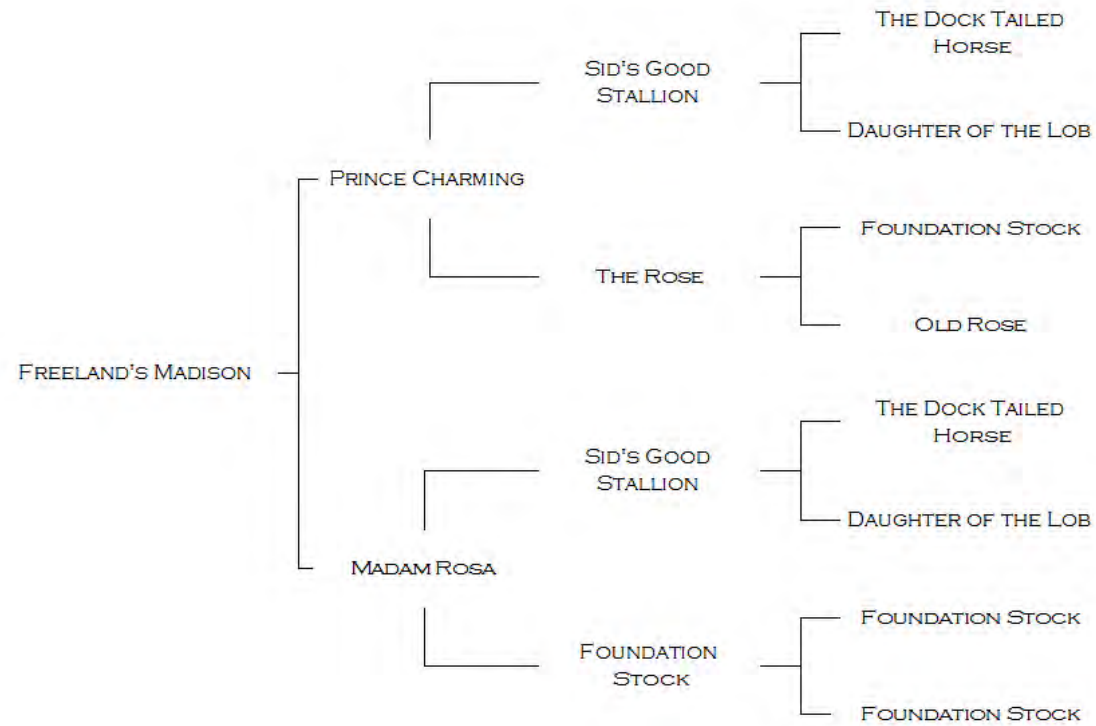 The Dock Tailed
Horse
Sid's Good
Stallion
Daughter of the Lob
Prince Charming
Foundation Stock
The Rose
Old Rose
Freeland's Madison
The Dock Tailed
Horse
Sid's Good
Stallion
Daughter of the Lob
Madam Rosa
Foundation Stock
Foundation
Stock
Foundation Stock